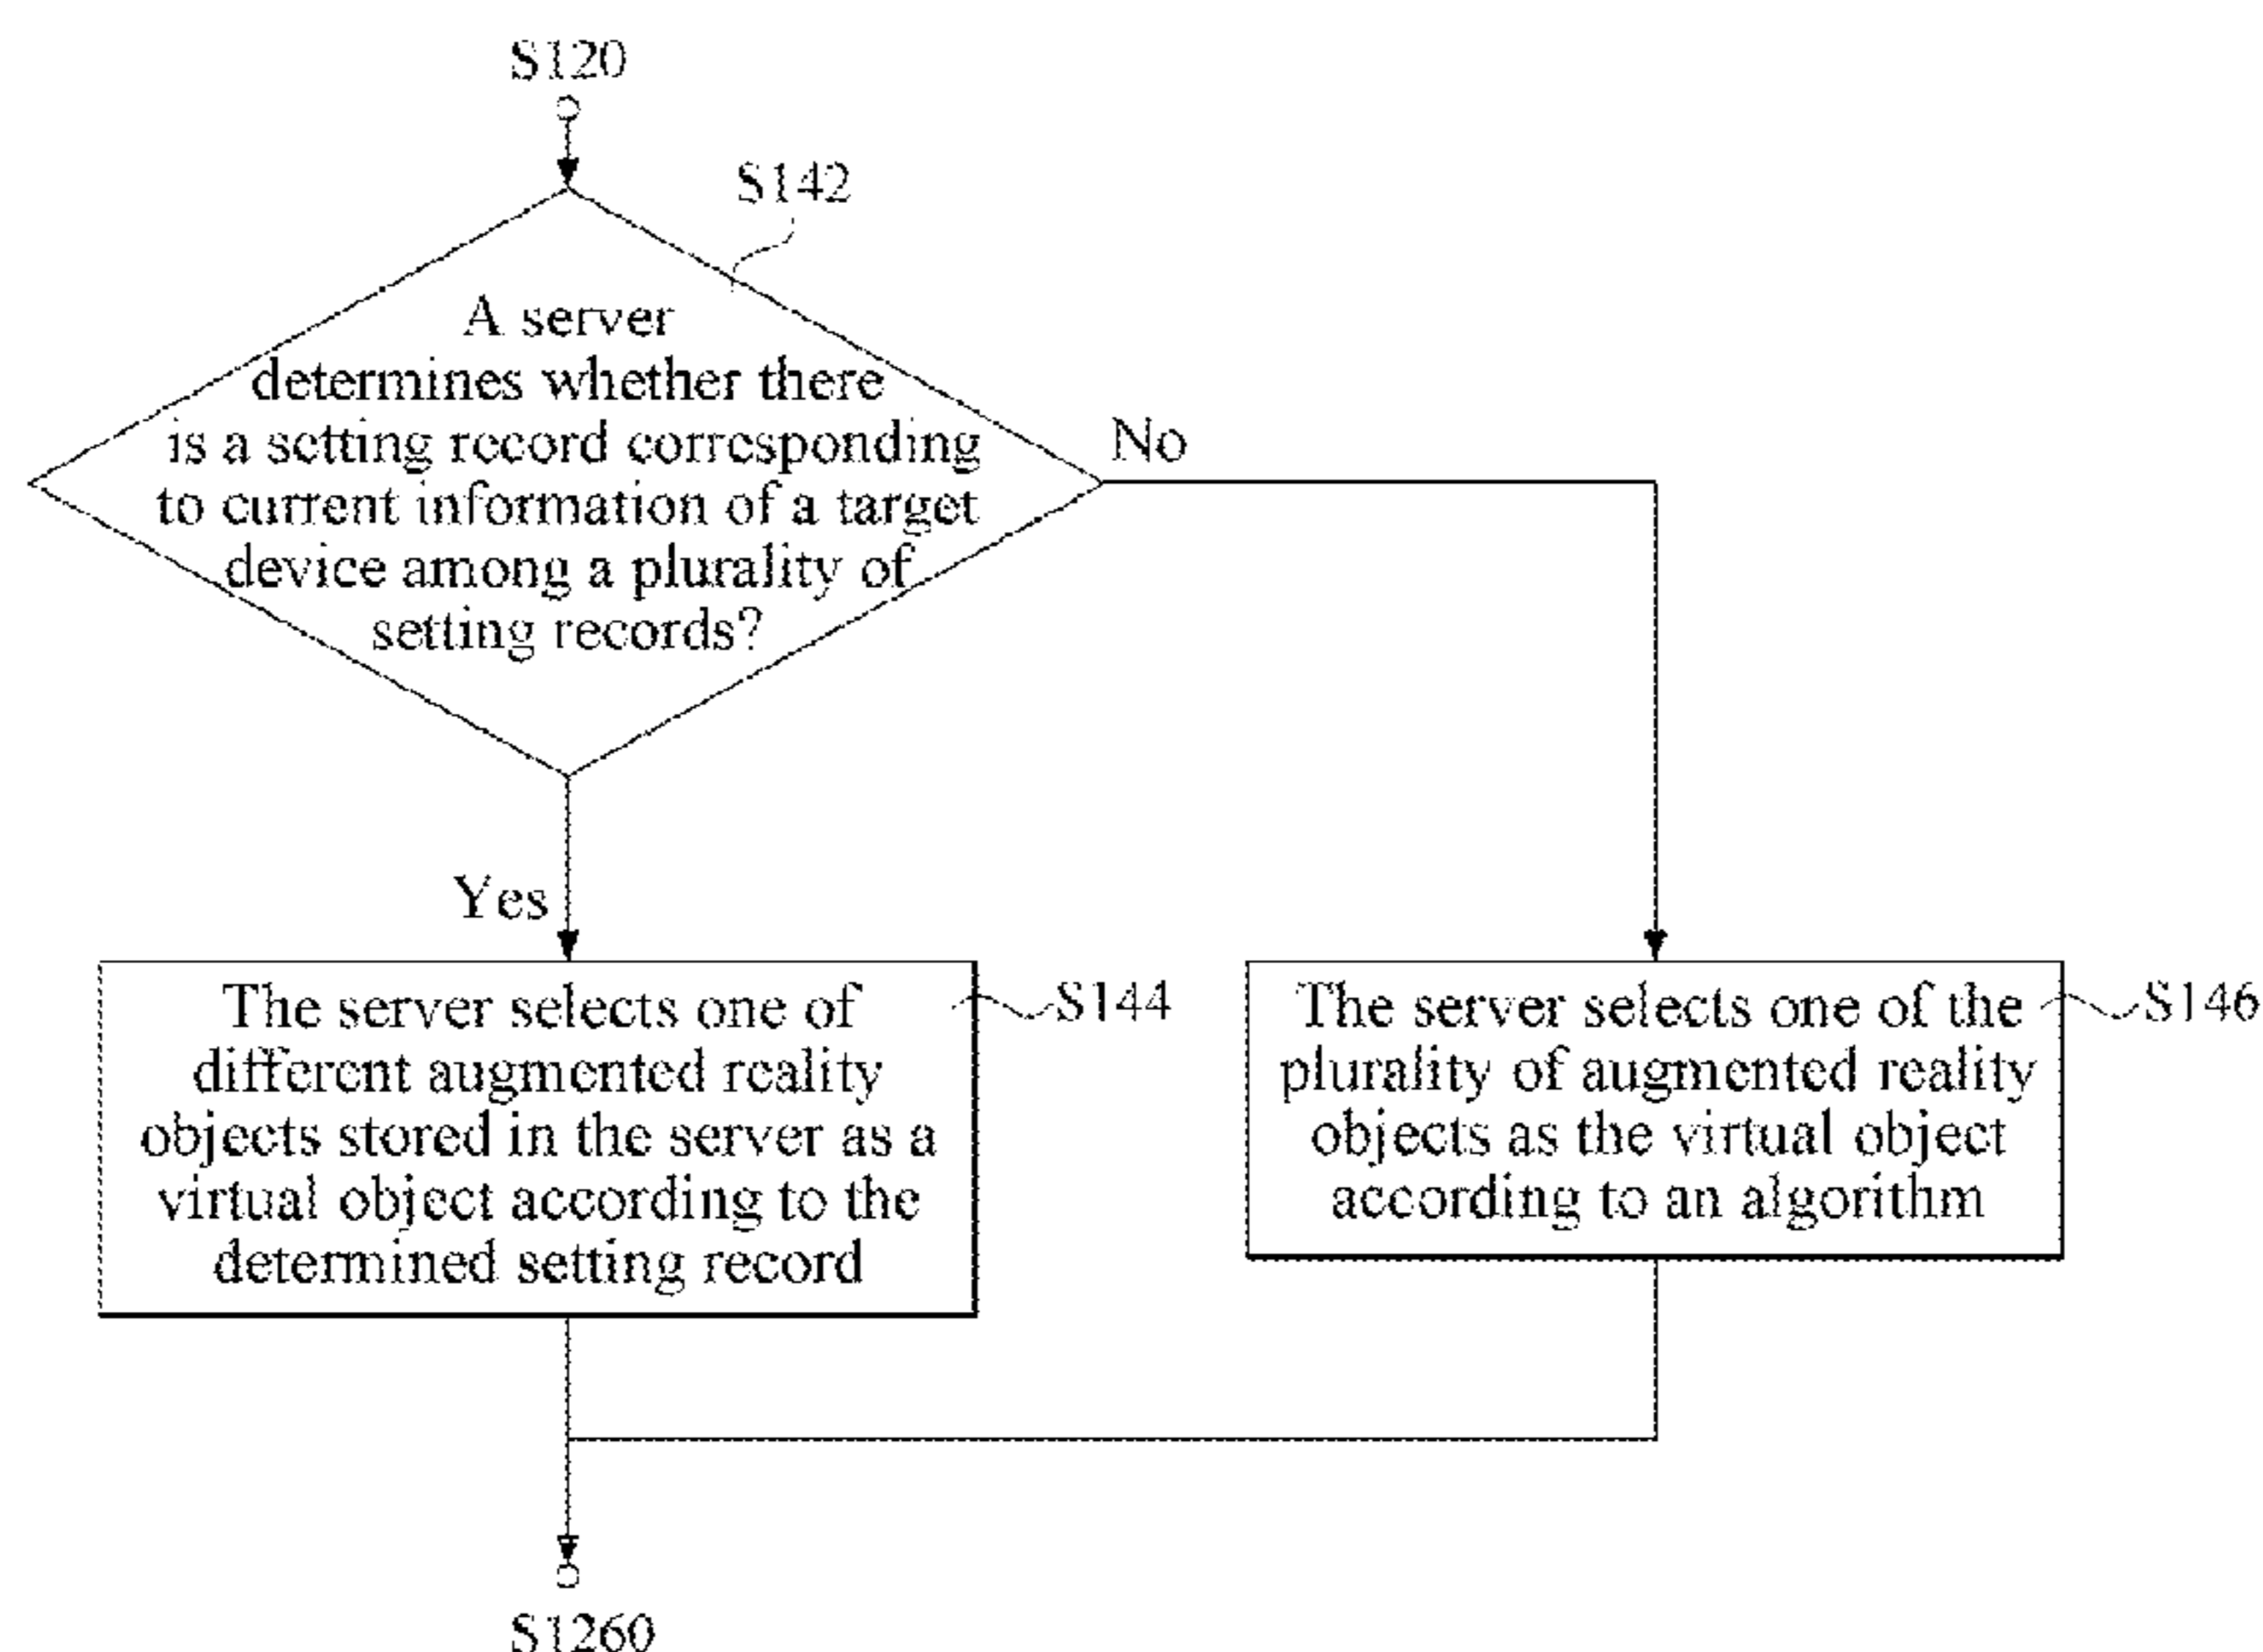 S120
S142
A server
determines whether there
is a setting record corresponding
to current information of a target
device among a plurality of
setting records?
No
Yes
The server selects one of
different augmented reality
objects stored in the server as a
virtual object according to the
determined setting record
S144
The server selects one of the
plurality of augmented reality
objects as the virtual object
according to an algorithm
S146
S1260